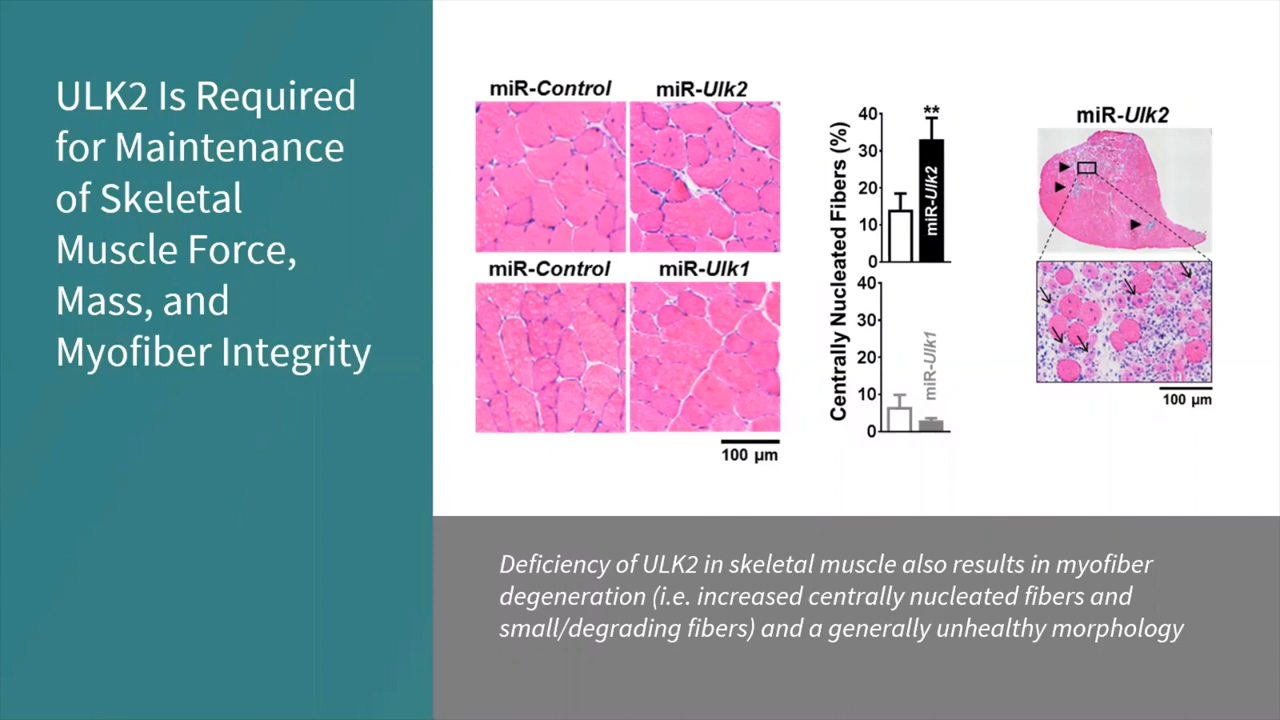 ULK2 Is Required
for Maintenance
of Skeletal
Muscle Force,
Mass, and
Myofiber Integrity
miR-Control
miR-Ulk2
miR-Control
miR-Ulk1
100 μm
Centrally Nucleated Fibers (%)
40
30
20
10
0
**
miR-Ulk2
40
30
20
10
0
miR-Ulk1
miR-Ulk2
100 μm
Deficiency of ULK2 in skeletal muscle also results in myofiber
degeneration (i.e. increased centrally nucleated fibers and
small/degrading fibers) and a generally unhealthy morphology